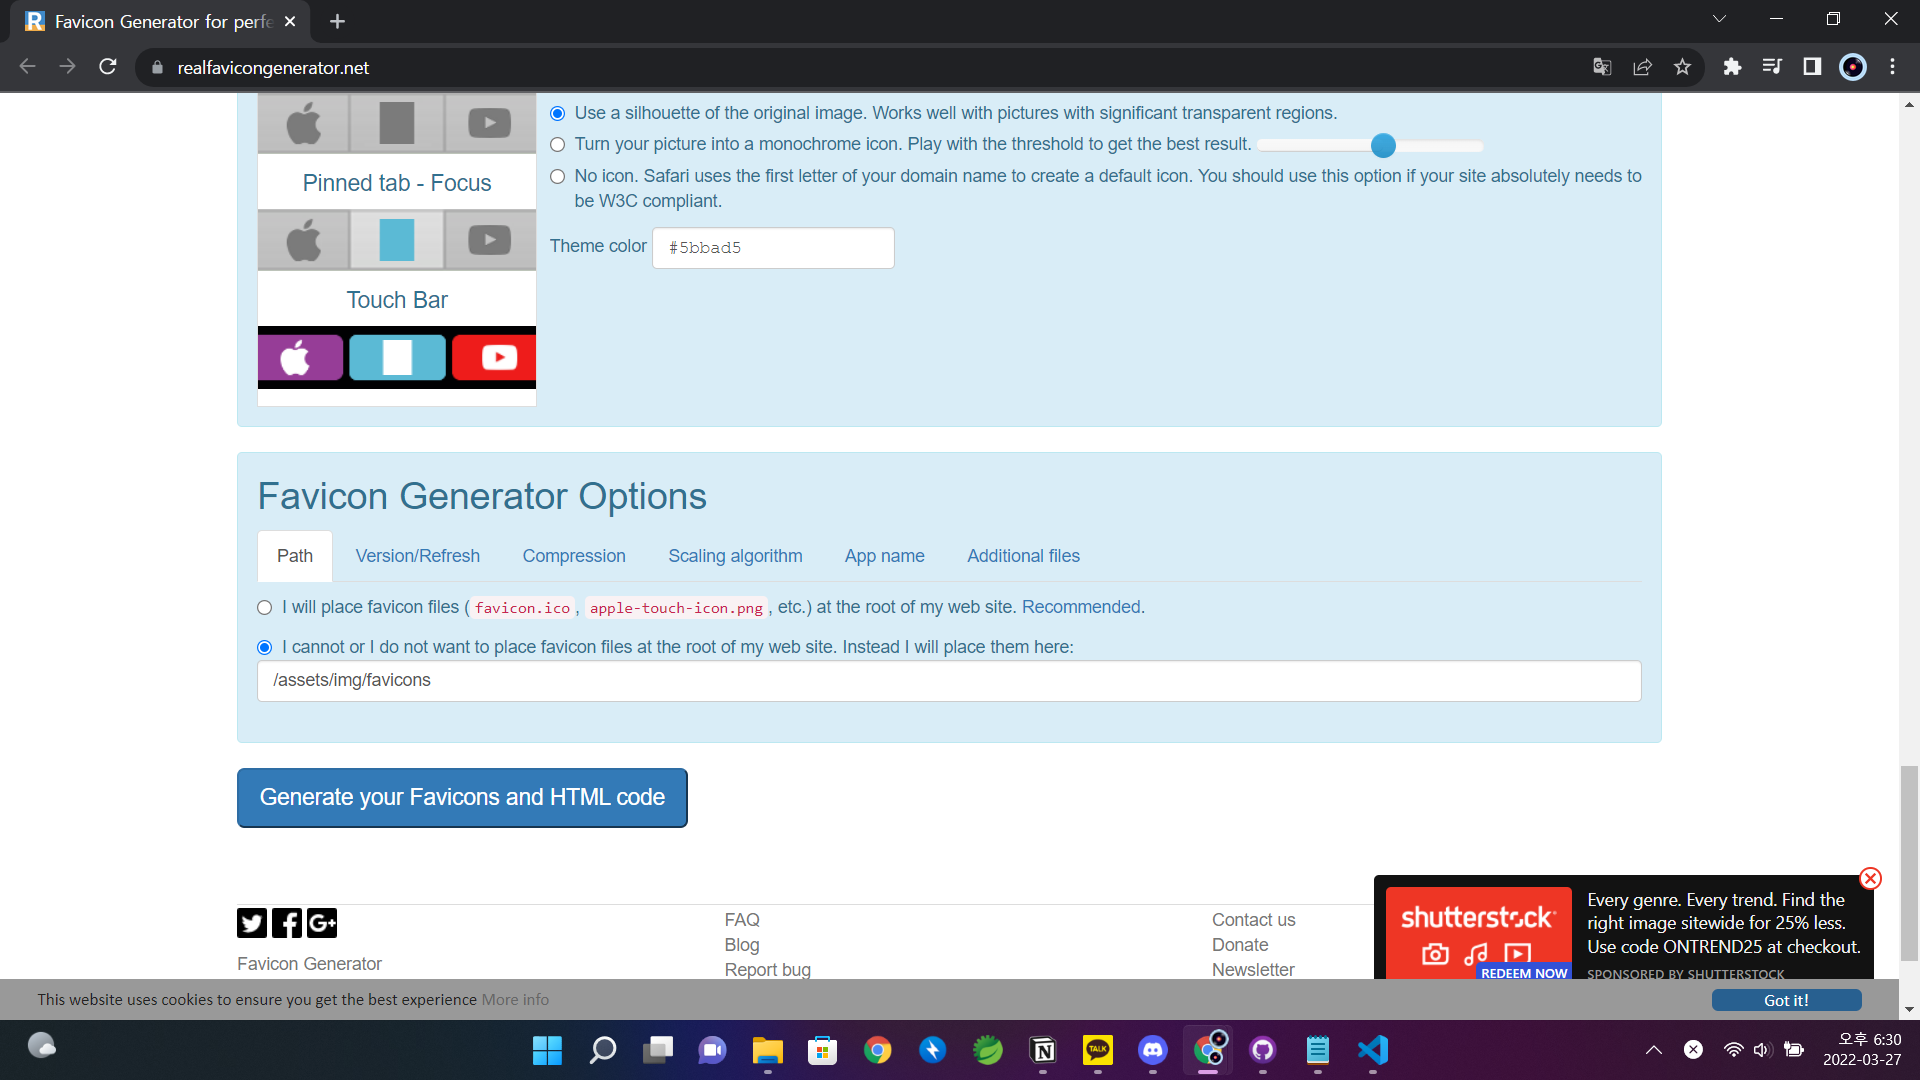 Favicon Generator for perfe
realfavicongenerator.net
Use a silhouette of the original image. Works well with pictures with significant transparent regions.
Turn your picture into a monochrome icon. Play with the threshold to get the best result.
No icon. Safari uses the first letter of your domain name to create a default icon. You should use this option if your site absolutely needs to
be W3C compliant.
Theme color #5bbad5
Pinned tab - Focus
Touch Bar
Favicon Generator Options
Path Version/Refresh Compression Scaling algorithm App name Additional files
I will place favicon files ( favicon.ico , apple-touch-icon.png , etc.) at the root of my web site. Recommended.
I cannot or I do not want to place favicon files at the root of my web site. Instead I will place them here:
/assets/img/favicons
Generate your Favicons and HTML code
G+
Favicon Generator
FAQ
Blog
Report bug
Contact us
Donate
Newsletter
shutterstock
REDEEM NOW
Every genre. Every trend. Find the
right image sitewide for 25% less.
Use code ONTREND25 at checkout.
SPONSORED BY SHUTTERSTOCK
This website uses cookies to ensure you get the best experience More info
Got it!
TALK
오후 6:30
2022-03-27